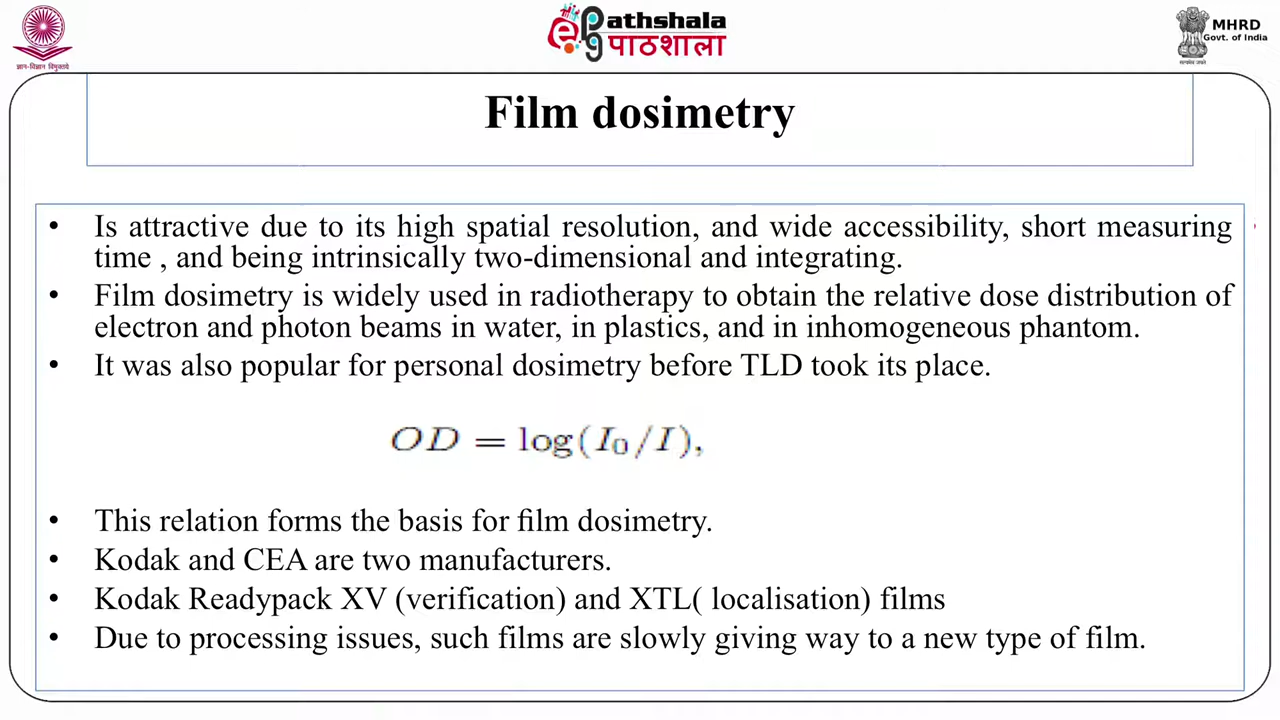 ज्ञान-विज्ञान विमुक्तये
ePathshala
पाठशाला
MHRD
Govt. of India
सत्यमेव जयते
Film dosimetry
• Is attractive due to its high spatial resolution, and wide accessibility, short measuring
time , and being intrinsically two-dimensional and integrating.
• Film dosimetry is widely used in radiotherapy to obtain the relative dose distribution of
electron and photon beams in water, in plastics, and in inhomogeneous phantom.
• It was also popular for personal dosimetry before TLD took its place.
OD = log(I₀/I),
• This relation forms the basis for film dosimetry.
• Kodak and CEA are two manufacturers.
• Kodak Readypack XV (verification) and XTL( localisation) films
• Due to processing issues, such films are slowly giving way to a new type of film.